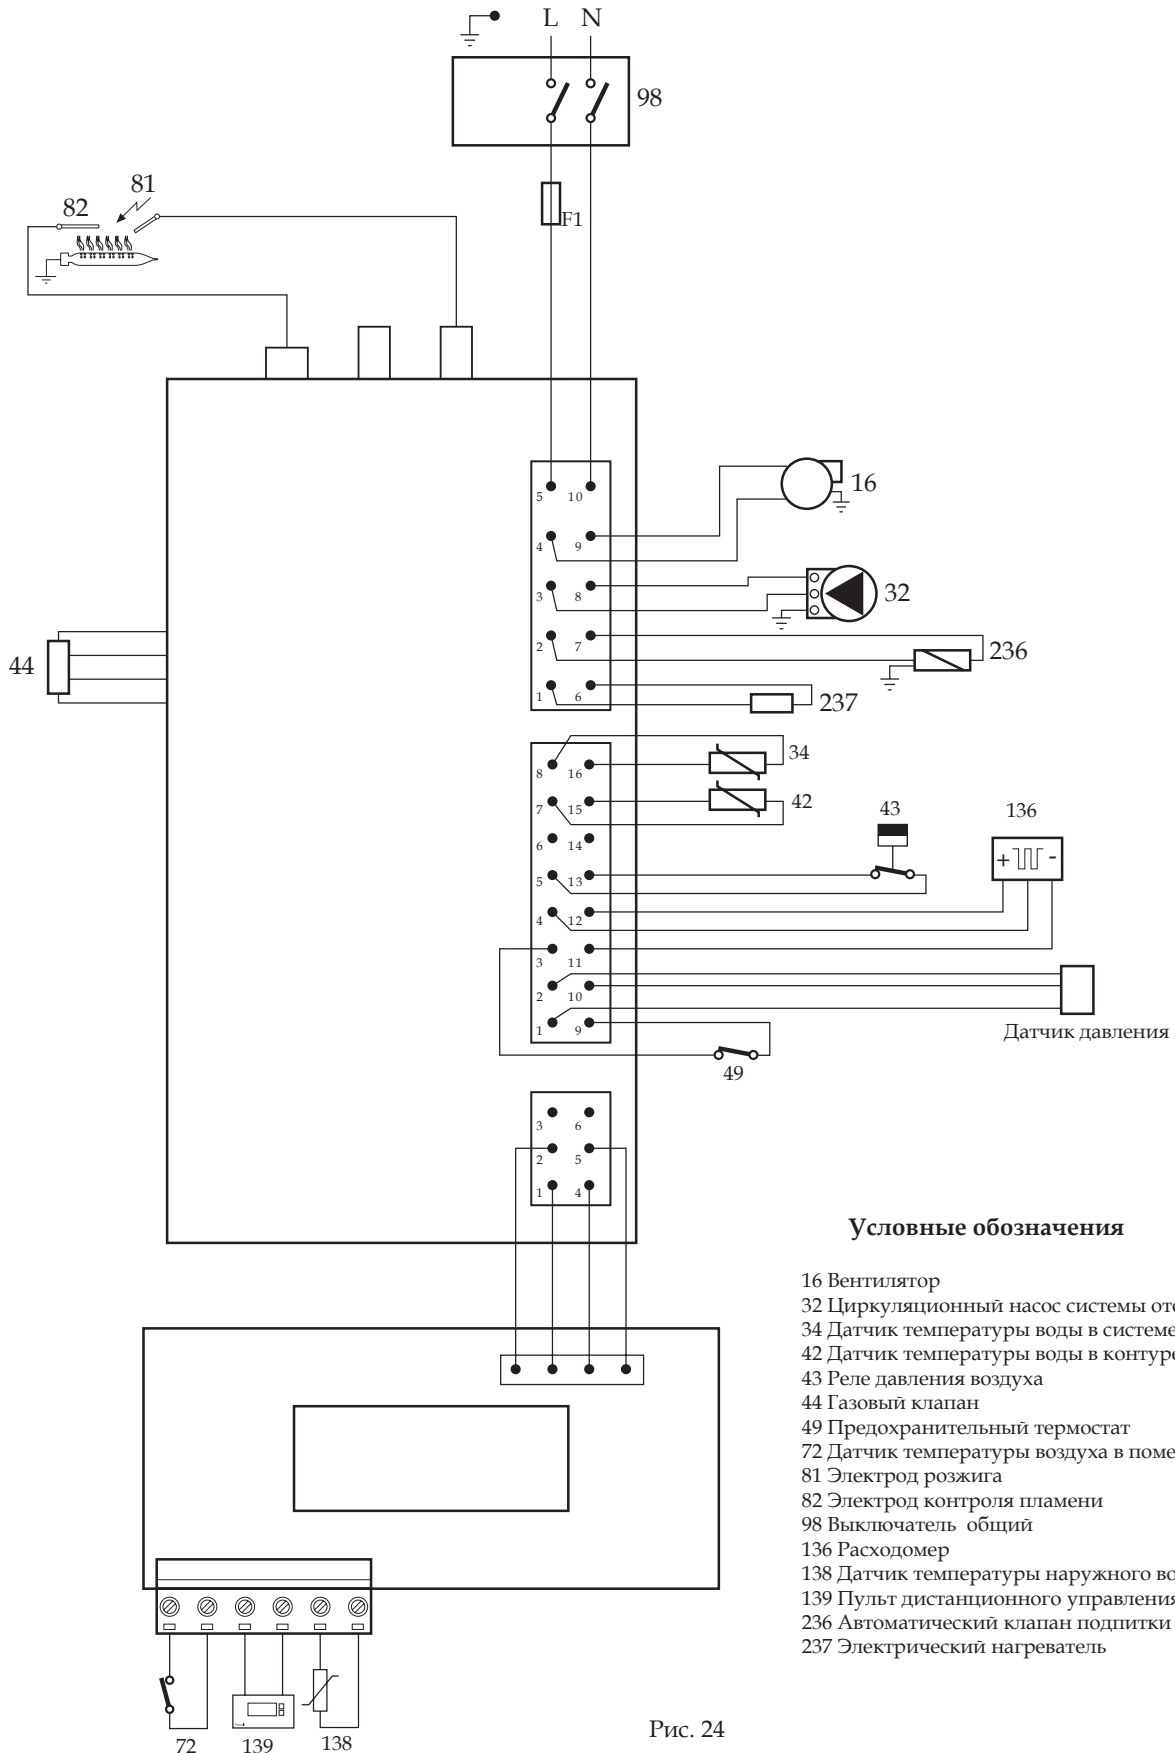 L N
98
F1
81
82
5 10
16
4 9
3 8
32
2 7
236
44
1 6
237
8 16
34
7 15
42
43
136
6 14
+ -
5 13
4 12
3 11
2 10
1 9
Датчик давления
49
3 6
2 5
1 4
Условные обозначения
16 Вентилятор
32 Циркуляционный насос системы
34 Датчик температуры воды в системе
42 Датчик температуры воды в контуре
43 Реле давления воздуха
44 Газовый клапан
49 Предохранительный термостат
72 Датчик температуры воздуха в
81 Электрод розжига
82 Электрод контроля пламени
98 Выключатель общий
136 Расходомер
138 Датчик температуры наружного
139 Пульт дистанционного управления
236 Автоматический клапан подпитки
237 Электрический нагреватель
72 139 138
Рис. 24